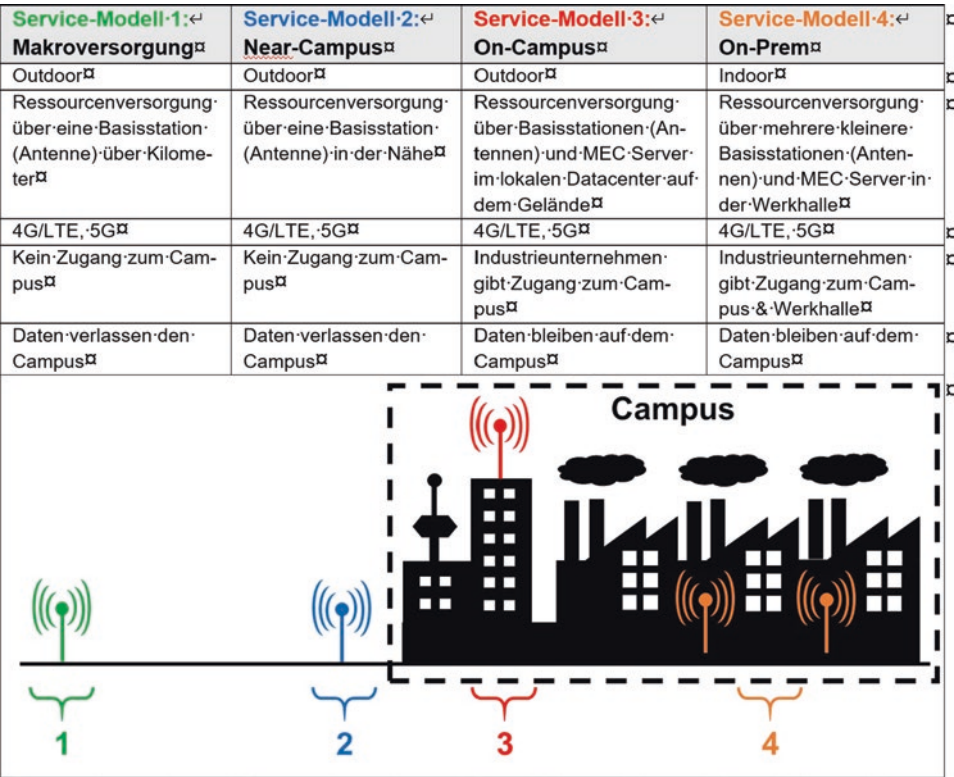 Service-Modell·1:↵
Makroversorgung¤
Service-Modell·2:↵
Near-Campus¤
Service-Modell·3:↵
On-Campus¤
Service-Modell·4:↵
On-Prem¤
¤
Outdoor¤
Outdoor¤
Outdoor¤
Indoor¤
¤
Ressourcenversorgung·
über·eine·Basisstation·
(Antenne)·über·Kilome-
ter¤
Ressourcenversorgung·
über·eine·Basisstation·
(Antenne)·in·der·Nähe¤
Ressourcenversorgung·
über·Basisstationen·(An-
tennen)·und·MEC·Server·
im·lokalen·Datacenter·auf·
dem·Gelände¤
Ressourcenversorgung·
über·mehrere·kleinere·
Basisstationen·(Anten-
nen)·und·MEC·Server·in·
der·Werkhalle¤
¤
4G/LTE,·5G¤
4G/LTE,·5G¤
4G/LTE,·5G¤
4G/LTE,·5G¤
¤
Kein·Zugang·zum·Cam-
pus¤
Kein·Zugang·zum·Cam-
pus¤
Industrieunternehmen·
gibt·Zugang·zum·Cam-
pus¤
Industrieunternehmen·
gibt·Zugang·zum·Cam-
pus·&·Werkhalle¤
¤
Daten·verlassen·den·
Campus¤
Daten·verlassen·den·
Campus¤
Daten·bleiben·auf·dem·
Campus¤
Daten·bleiben·auf·dem·
Campus¤
¤
Campus
¤
1
2
3
4